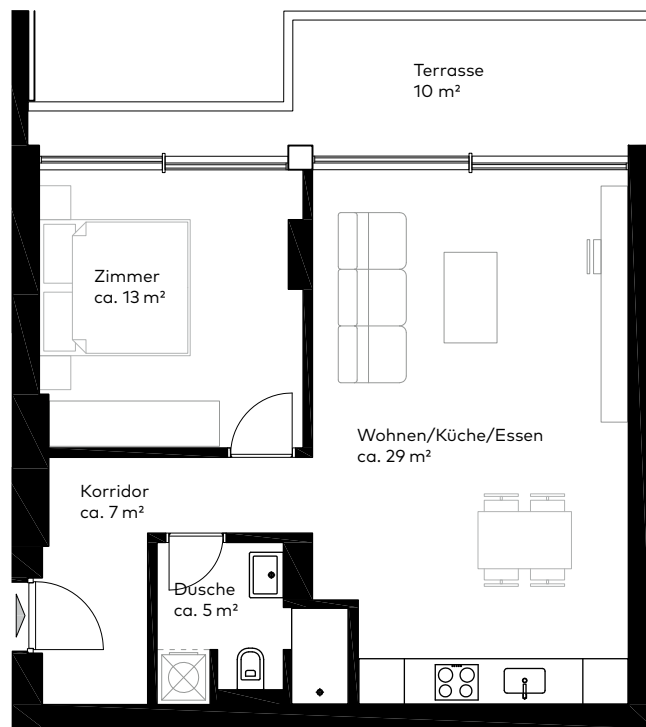 Terrasse
10 m²
Zimmer
ca. 13 m²
Wohnen/Küche/Essen
ca. 29 m²
Korridor
ca. 7 m²
Dusche
ca. 5 m²